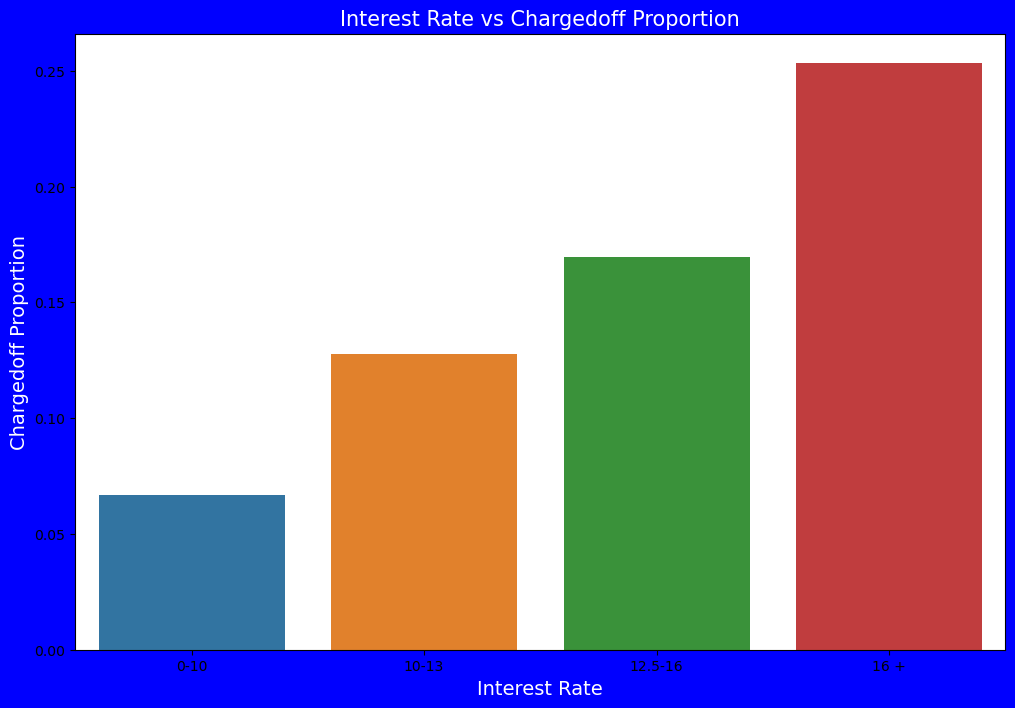 Interest Rate vs Chargedoff Proportion
Chargedoff Proportion
0.25
0.20
0.15
0.10
0.05
0.00
0-10 10-13 12.5-16 16 +
Interest Rate